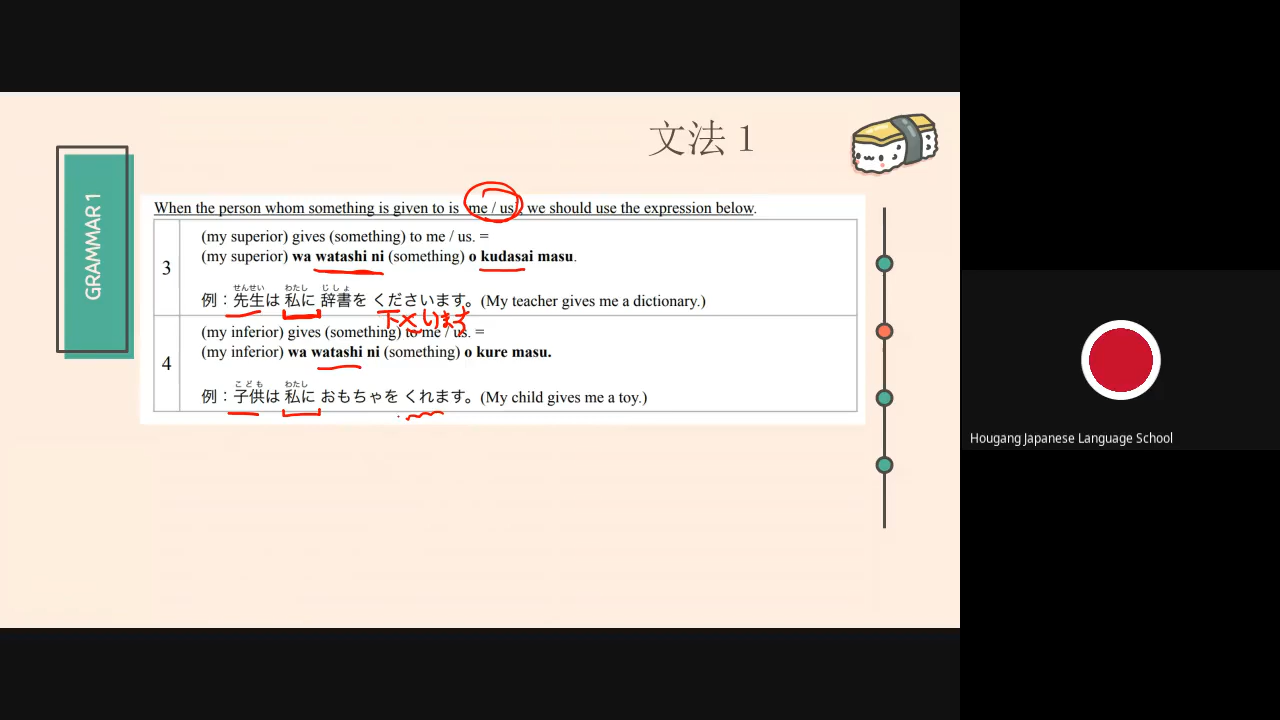 文法 1
GRAMMAR 1
When the person whom something is given to is me / us, we should use the expression below.
3
(my superior) gives (something) to me / us. =
(my superior) wa watashi ni (something) o kudasai masu.
せんせい わたし じしょ
例：先生は 私に 辞書を くださいます。(My teacher gives me a dictionary.)
下さいます
4
(my inferior) gives (something) to me / us. =
(my inferior) wa watashi ni (something) o kure masu.
こども わたし
例：子供は 私に おもちゃを くれます。(My child gives me a toy.)
Hougang Japanese Language School